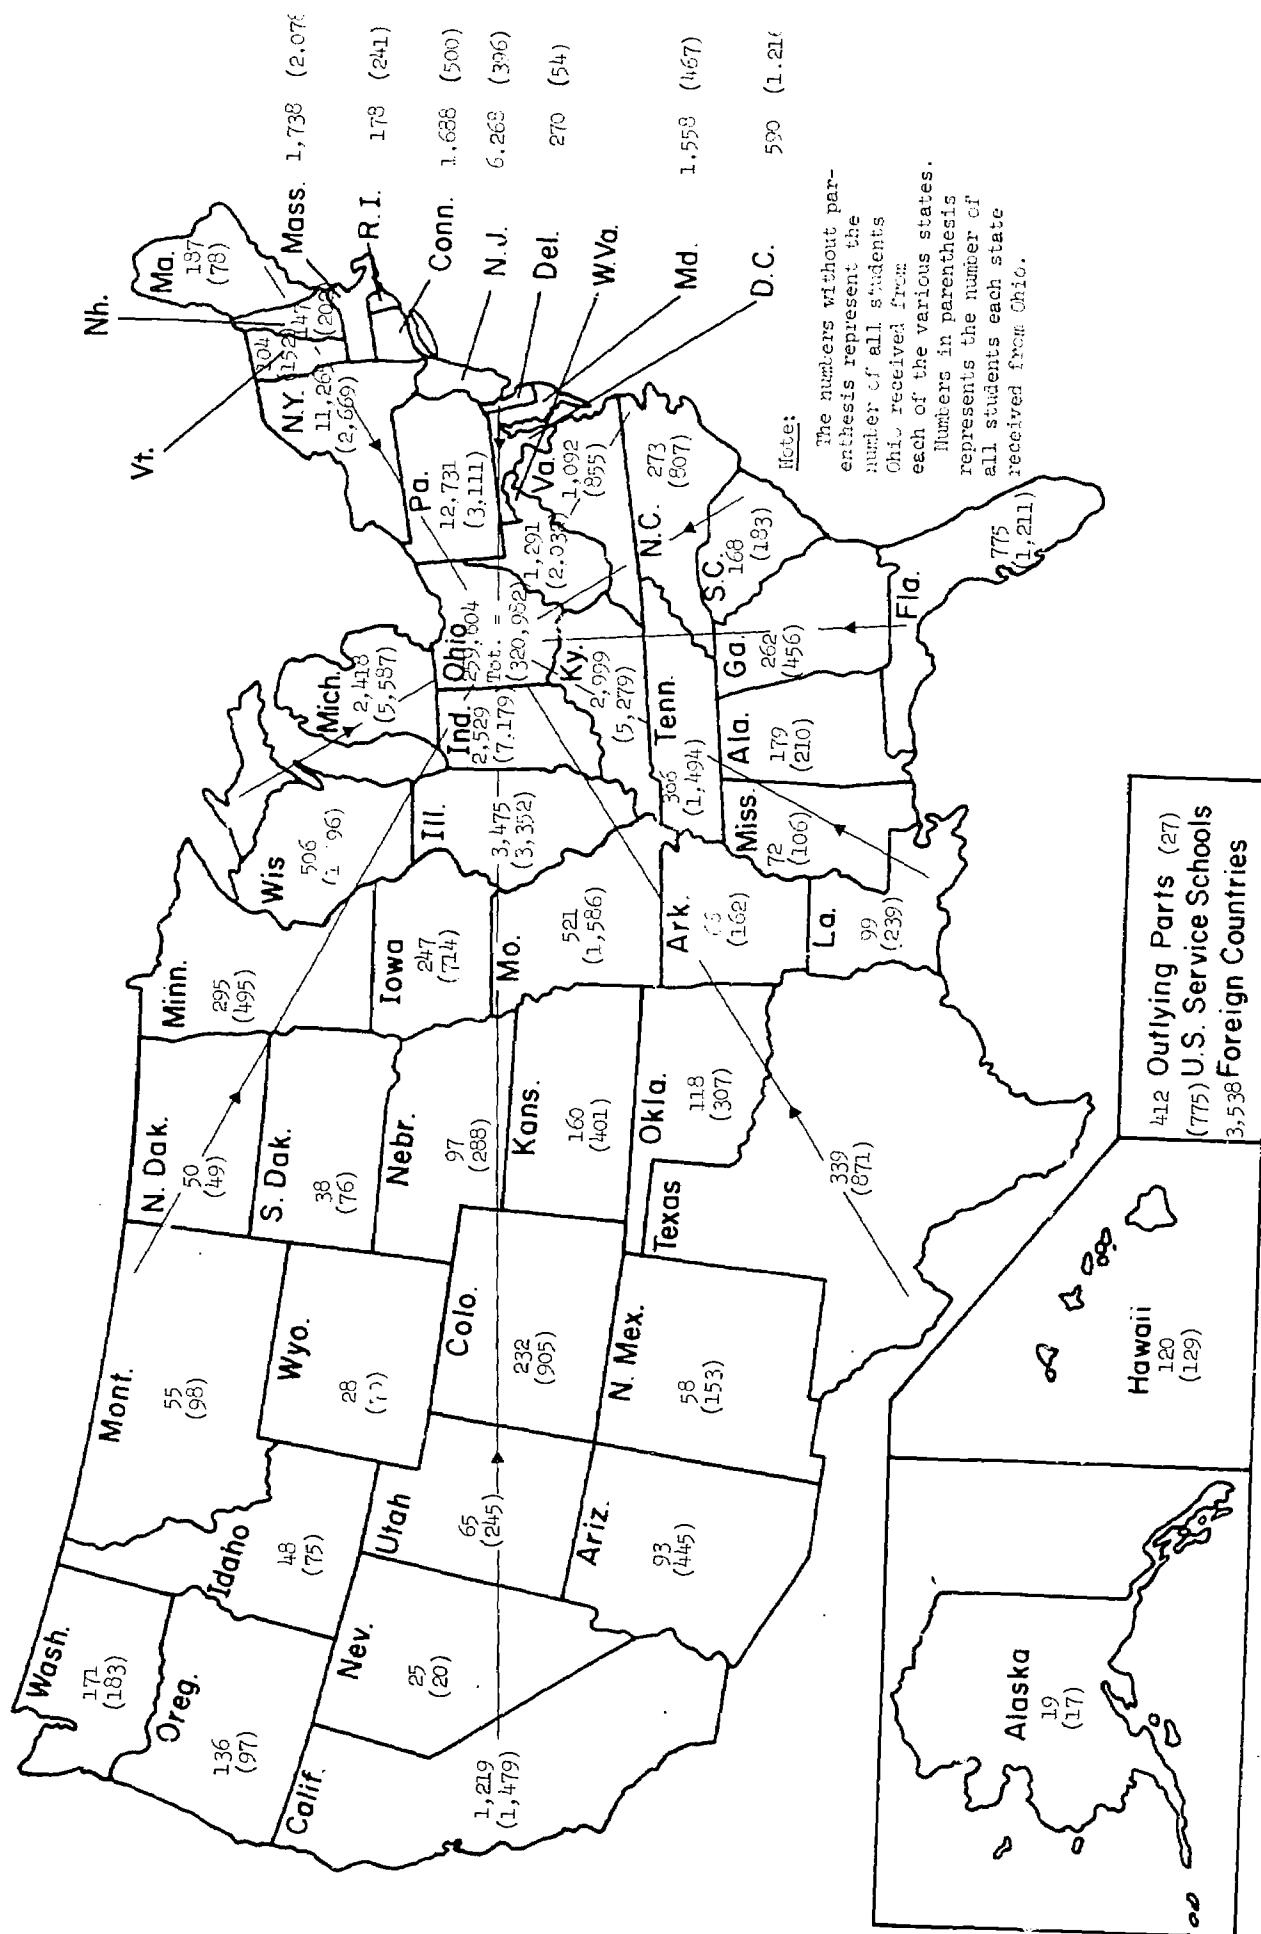 Wash.
171
(183)
Oreg.
136
(97)
Calif.
1,219
(1,479)
Nev.
25
(20)
Idaho
48
(75)
Mont.
55
(98)
Wyo.
28
Utah
65
(245)
Ariz.
93
(445)
Colo.
232
(905)
N. Mex.
58
(153)
N. Dak.
50
(49)
S. Dak.
38
(76)
Nebr.
97
(288)
Kans.
160
(401)
Okla.
118
(307)
Texas
339
(871)
Minn.
295
(495)
Iowa
247
(714)
Mo.
521
(1,586)
Ark.
(162)
La.
99
(239)
Wis
506
Ill.
3,475
(3,352)
Mich.
2,418
(5,587)
Ind.
2,529
(7,179)
Ohio
259,604
Tot. =
(320,982)
Ky.
2,999
(5,279)
Tenn.
306
(1,494)
Miss.
72
(106)
Ala.
179
(210)
Ga.
262
(456)
Fla.
775
(1,211)
S.C.
168
(183)
N.C.
273
(807)
Va.
1,092
(855)
1,291
Pa.
12,731
(3,111)
N.Y.
(2,669)
Vt.
104
(152)
Nh.
147
Ma.
187
(78)
Mass. 1,738
R.I. 178 (241)
Conn. 1,688 (500)
N.J. 6,268 (396)
Del. 270 (54)
W.Va.
Md. 1,558 (467)
D.C. 590
Note:
The numbers without par-
enthesis represent the
number of all students
Ohio received from
each of the various states.
Numbers in parenthesis
represents the number of
all students each state
received from Ohio.
Alaska
19
(17)
Hawaii
120
(129)
412 Outlying Parts (27)
(775) U.S. Service Schools
3,538 Foreign Countries